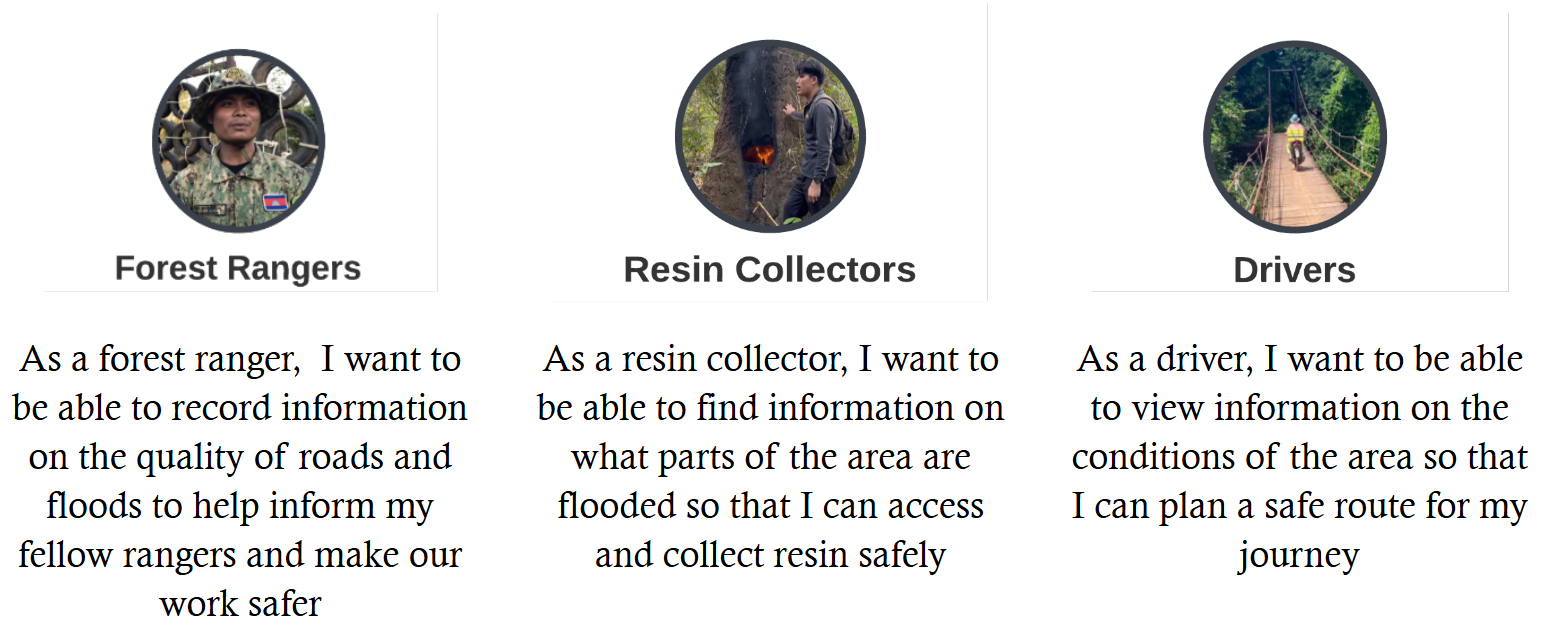 Forest Rangers
As a forest ranger,  I want to
be able to record information
on the quality of roads and
floods to help inform my
fellow rangers and make our
work safer
Resin Collectors
As a resin collector, I want to
be able to find information on
what parts of the area are
flooded so that I can access
and collect resin safely
Drivers
As a driver, I want to be able
to view information on the
conditions of the area so that
I can plan a safe route for my
journey